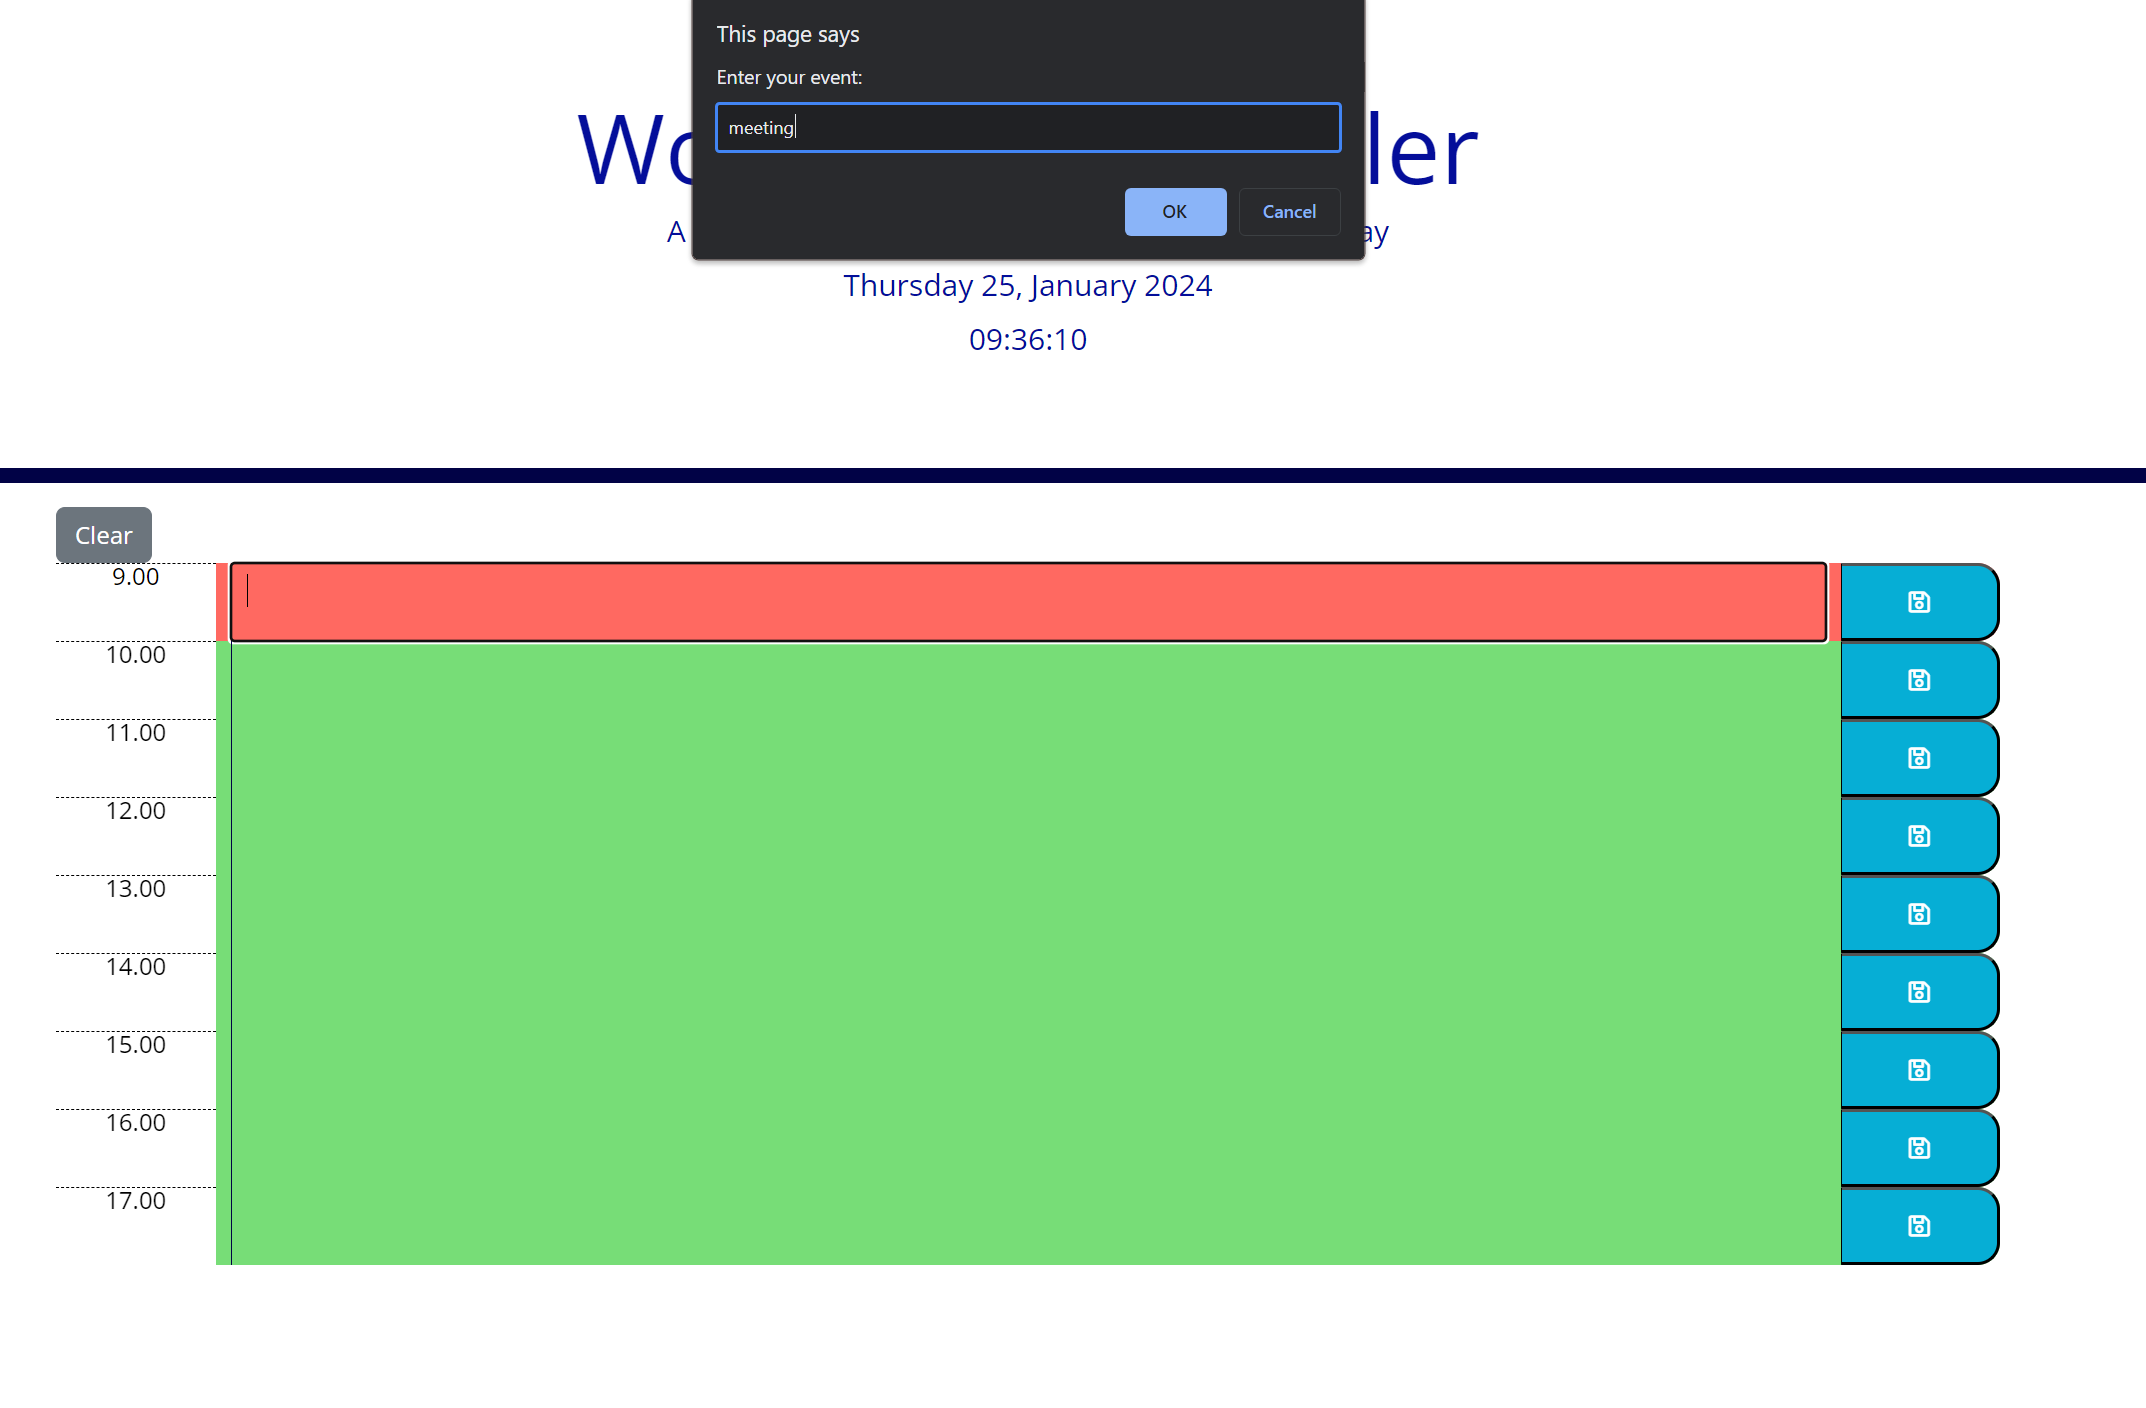 This page says
Enter your event:
meeting
OK Cancel
Wo ler
A ay
Thursday 25, January 2024
09:36:10
Clear
9.00
10.00
11.00
12.00
13.00
14.00
15.00
16.00
17.00